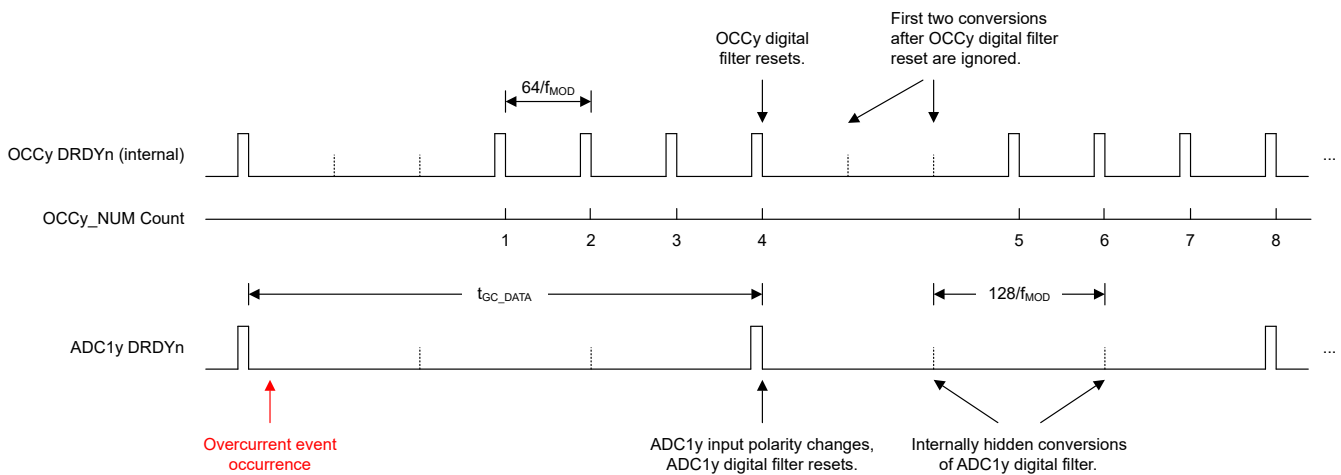 OCCy digital
filter resets.
First two conversions
after OCCy digital filter
reset are ignored.
64/fMOD
OCCy DRDYn (internal)
...
OCCy_NUM Count
1 2 3 4 5 6 7 8
tGC_DATA
128/fMOD
ADC1y DRDYn
...
Overcurrent event
occurrence
ADC1y input polarity changes,
ADC1y digital filter resets.
Internally hidden conversions
of ADC1y digital filter.